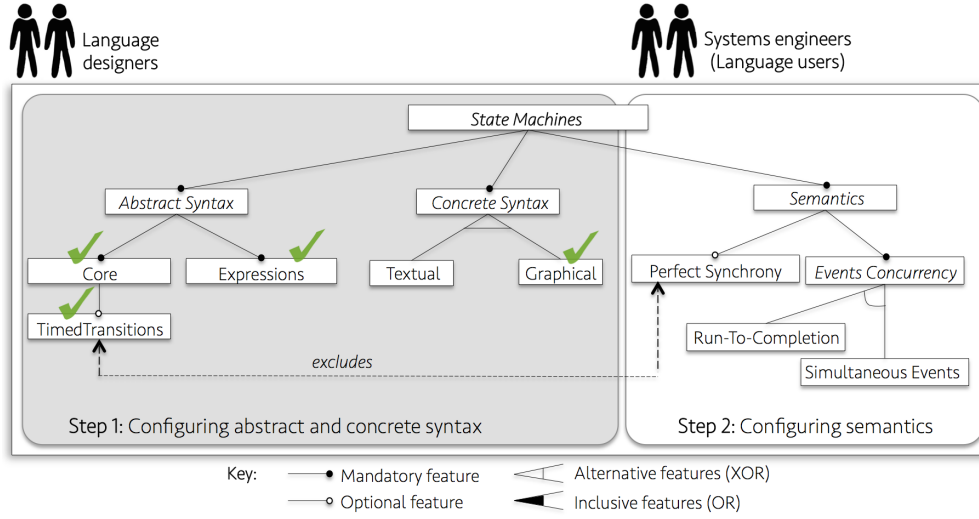 Language
designers
Systems engineers
(Language users)
State Machines
Abstract Syntax
Concrete Syntax
Semantics
Core
Expressions
Textual
Graphical
Perfect Synchrony
Events Concurrency
TimedTransitions
Run-To-Completion
excludes
Simultaneous Events
Step 1: Configuring abstract and concrete syntax
Step 2: Configuring semantics
Key:
Mandatory feature
Alternative features (XOR)
Optional feature
Inclusive features (OR)